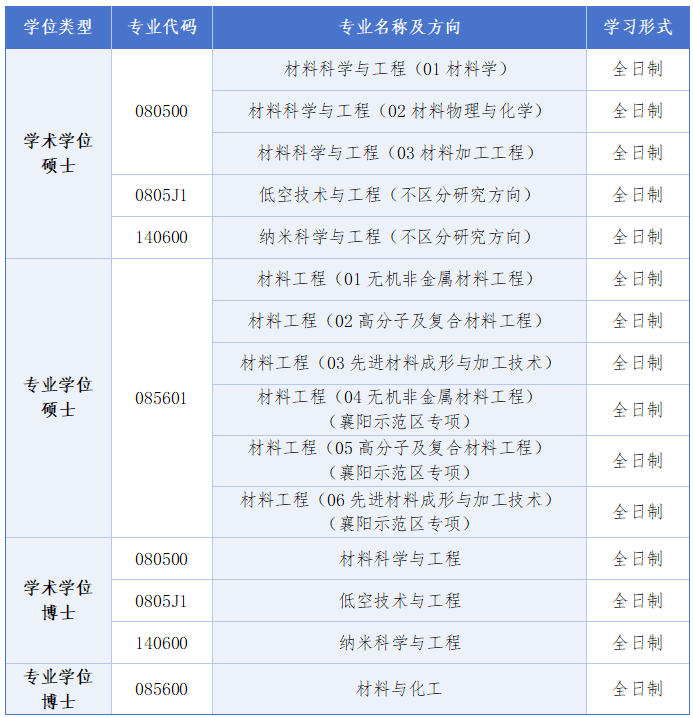 学位类型 专业代码 专业名称及方向 学习形式
学术学位
硕士
080500
材料科学与工程（01 材料学） 全日制
材料科学与工程（02 材料物理与化学） 全日制
材料科学与工程（03 材料加工工程） 全日制
0805J1 低空技术与工程（不区分研究方向） 全日制
140600 纳米科学与工程（不区分研究方向） 全日制
专业学位
硕士
085601
材料工程（01 无机非金属材料工程） 全日制
材料工程（02 高分子及复合材料工程） 全日制
材料工程（03 先进材料成形与加工技术） 全日制
材料工程（04 无机非金属材料工程）
（襄阳示范区专项） 全日制
材料工程（05 高分子及复合材料工程）
（襄阳示范区专项） 全日制
材料工程（06 先进材料成形与加工技术）
（襄阳示范区专项） 全日制
学术学位
博士
080500 材料科学与工程 全日制
0805J1 低空技术与工程 全日制
140600 纳米科学与工程 全日制
专业学位
博士
085600 材料与化工 全日制